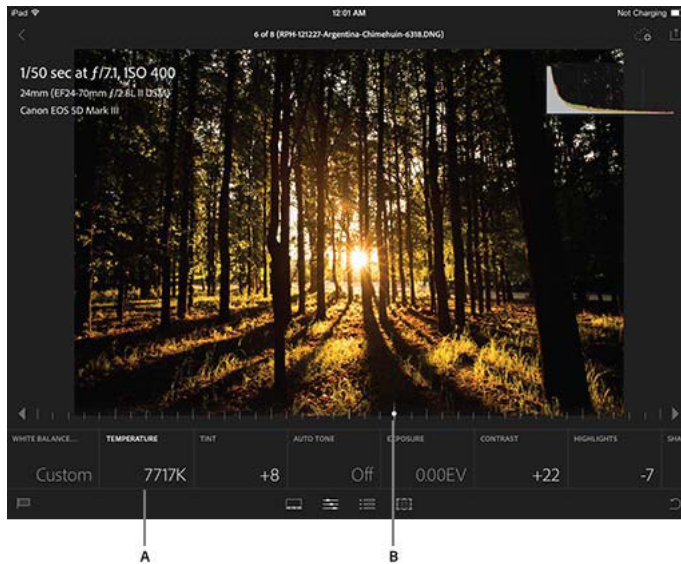 iPad 12:01 AM Not Charging
6 of 8 (RPH-121227-Argentina-Chimehuin-6318.DNG)
1/50 sec at ƒ/7.1, ISO 400
24mm (EF24-70mm ƒ/2.8L II USM)
Canon EOS 5D Mark III
WHITE BALANCE... TEMPERATURE TINT AUTO TONE EXPOSURE CONTRAST HIGHLIGHTS SHA
Custom 7717K +8 Off 0.00EV +22 -7
A B